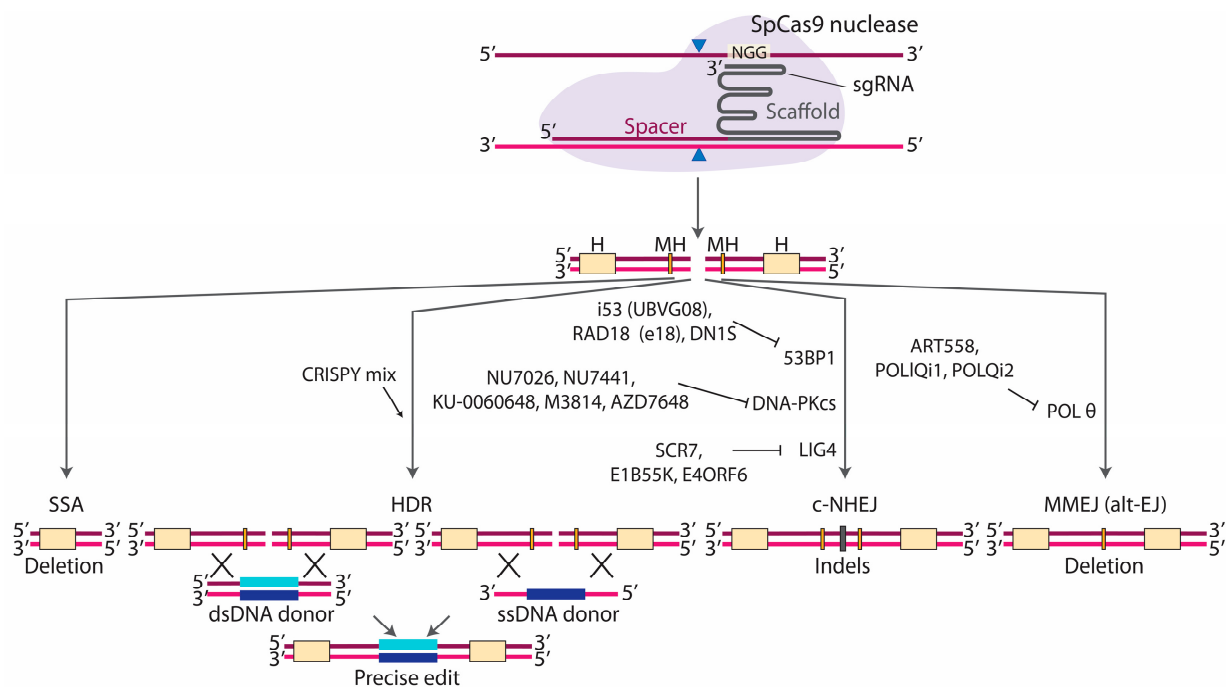 SpCas9 nuclease
5′ NGG 3′
3′
sgRNA
Scaffold
5′ Spacer
3′ 5′
H MH MH H
5′ 3′
3′ 5′
i53 (UBVG08),
RAD18 (e18), DN1S
53BP1
ART558,
POLIQi1, POLQi2
CRISPY mix
NU7026, NU7441,
KU-0060648, M3814, AZD7648
DNA-PKcs
POL θ
SCR7,
E1B55K, E4ORF6
LIG4
SSA HDR c-NHEJ MMEJ (alt-EJ)
5′ 3′ 5′ 3′ 5′ 3′ 5′ 3′ 5′ 3′
3′ 5′ 3′ 5′ 3′ 5′ 3′ 5′ 3′ 5′
Deletion Indels Deletion
5′ 3′
3′ 5′ 3′ 5′
dsDNA donor ssDNA donor
5′ 3′
3′ 5′
Precise edit